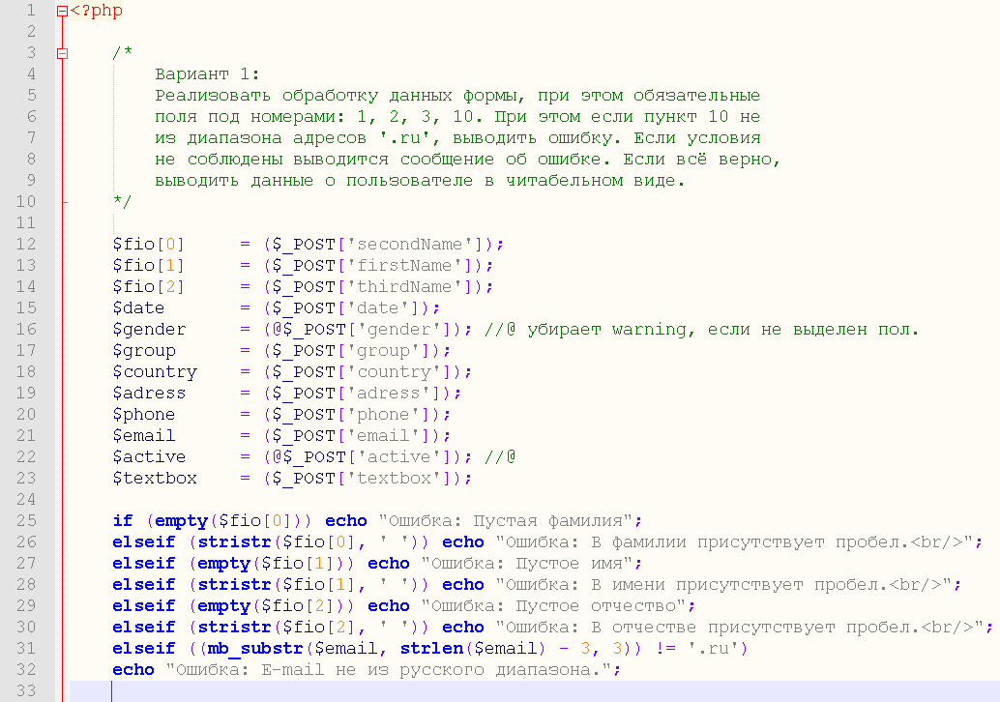 1 <?php
2
3 /*
4 Вариант 1:
5 Реализовать обработку данных формы, при этом обязательные
6 поля под номерами: 1, 2, 3, 10. При этом если пункт 10 не
7 из диапазона адресов '.ru', выводить ошибку. Если условия
8 не соблюдены выводится сообщение об ошибке. Если всё верно,
9 выводить данные о пользователе в читабельном виде.
10 */
11
12 $fio[0] = ($_POST['secondName']);
13 $fio[1] = ($_POST['firstName']);
14 $fio[2] = ($_POST['thirdName']);
15 $date = ($_POST['date']);
16 $gender = (@$_POST['gender']); //@ убирает warning, если не выделен пол.
17 $group = ($_POST['group']);
18 $country = ($_POST['country']);
19 $adress = ($_POST['adress']);
20 $phone = ($_POST['phone']);
21 $email = ($_POST['email']);
22 $active = (@$_POST['active']); //@
23 $textbox = ($_POST['textbox']);
24
25 if (empty($fio[0])) echo "Ошибка: Пустая фамилия";
26 elseif (stristr($fio[0], ' ')) echo "Ошибка: В фамилии присутствует пробел.<br/>";
27 elseif (empty($fio[1])) echo "Ошибка: Пустое имя";
28 elseif (stristr($fio[1], ' ')) echo "Ошибка: В имени присутствует пробел.<br/>";
29 elseif (empty($fio[2])) echo "Ошибка: Пустое отчество";
30 elseif (stristr($fio[2], ' ')) echo "Ошибка: В отчестве присутствует пробел.<br/>";
31 elseif ((mb_substr($email, strlen($email) - 3, 3)) != '.ru')
32 echo "Ошибка: E-mail не из русского диапазона.";
33